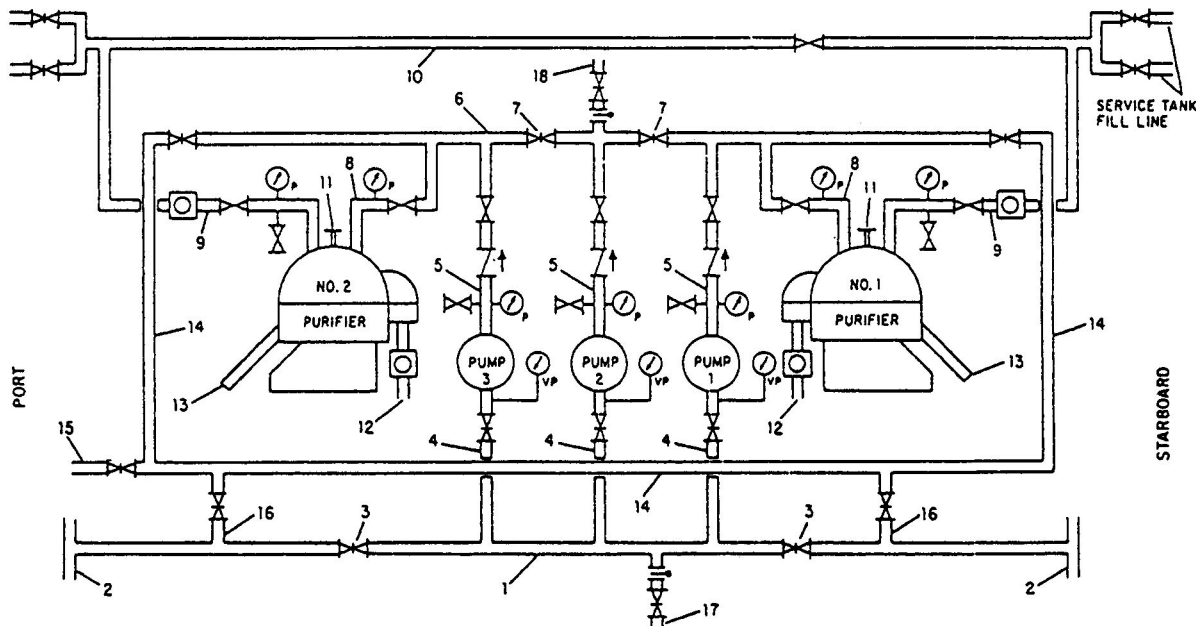 10
18
SERVICE TANK
FILL LINE
6
7
7
P
11
8
P
P
8
11
P
9
9
NO. 2
PURIFIER
5
5
5
NO. 1
PURIFIER
P
P
P
14
14
PUMP
3
PUMP
2
PUMP
1
VP
VP
VP
PORT
STARBOARD
13
12
12
13
15
4
4
4
14
16
3
3
16
2
1
2
17